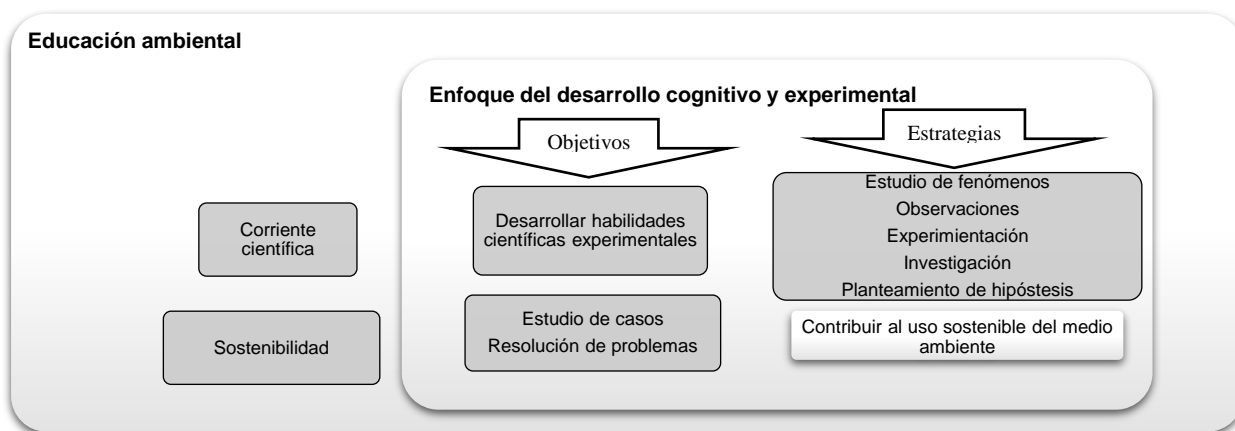 Educación ambiental
Enfoque del desarrollo cognitivo y experimental
Objetivos
Estrategias
Corriente
científica
Desarrollar habilidades
científicas experimentales
Estudio de fenómenos
Observaciones
Experimientación
Investigación
Planteamiento de hipóstesis
Sostenibilidad
Estudio de casos
Resolución de problemas
Contribuir al uso sostenible del medio
ambiente